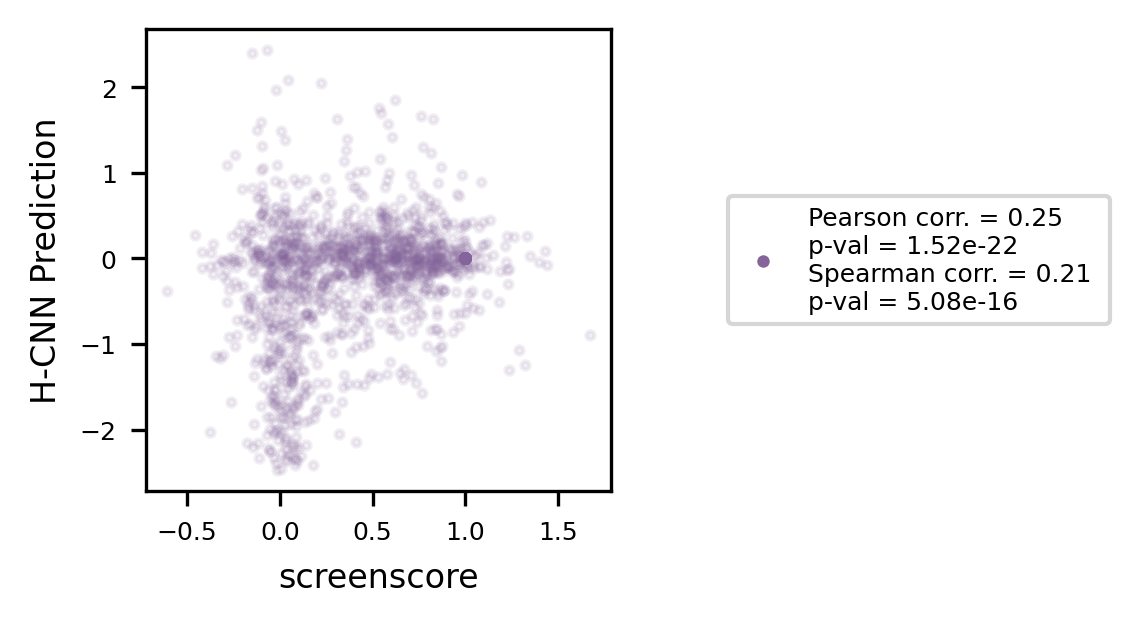 H-CNN Prediction
2
1
0
−1
−2
−0.5 0.0 0.5 1.0 1.5
screenscore
Pearson corr. = 0.25
p-val = 1.52e-22
Spearman corr. = 0.21
p-val = 5.08e-16